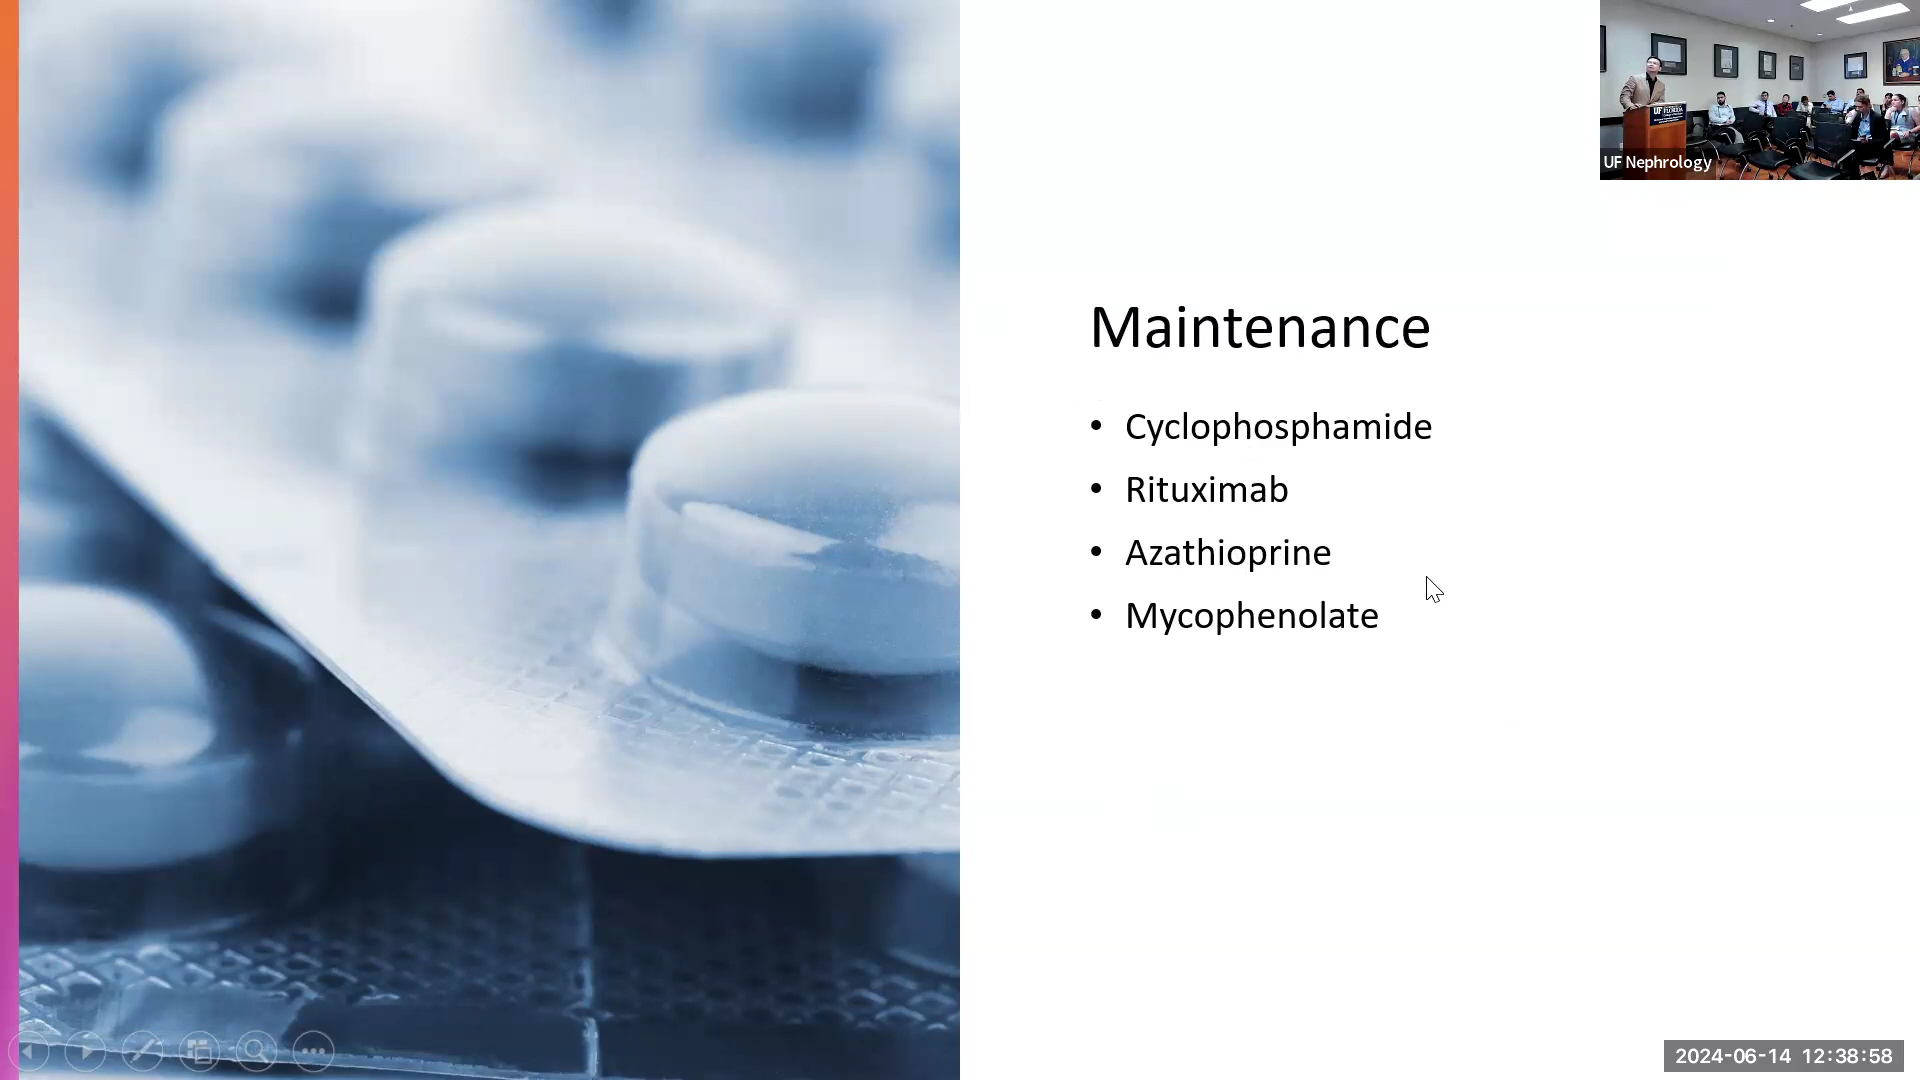 Maintenance
• Cyclophosphamide
• Rituximab
• Azathioprine
• Mycophenolate
UF Nephrology
2024-06-14 12:38:58